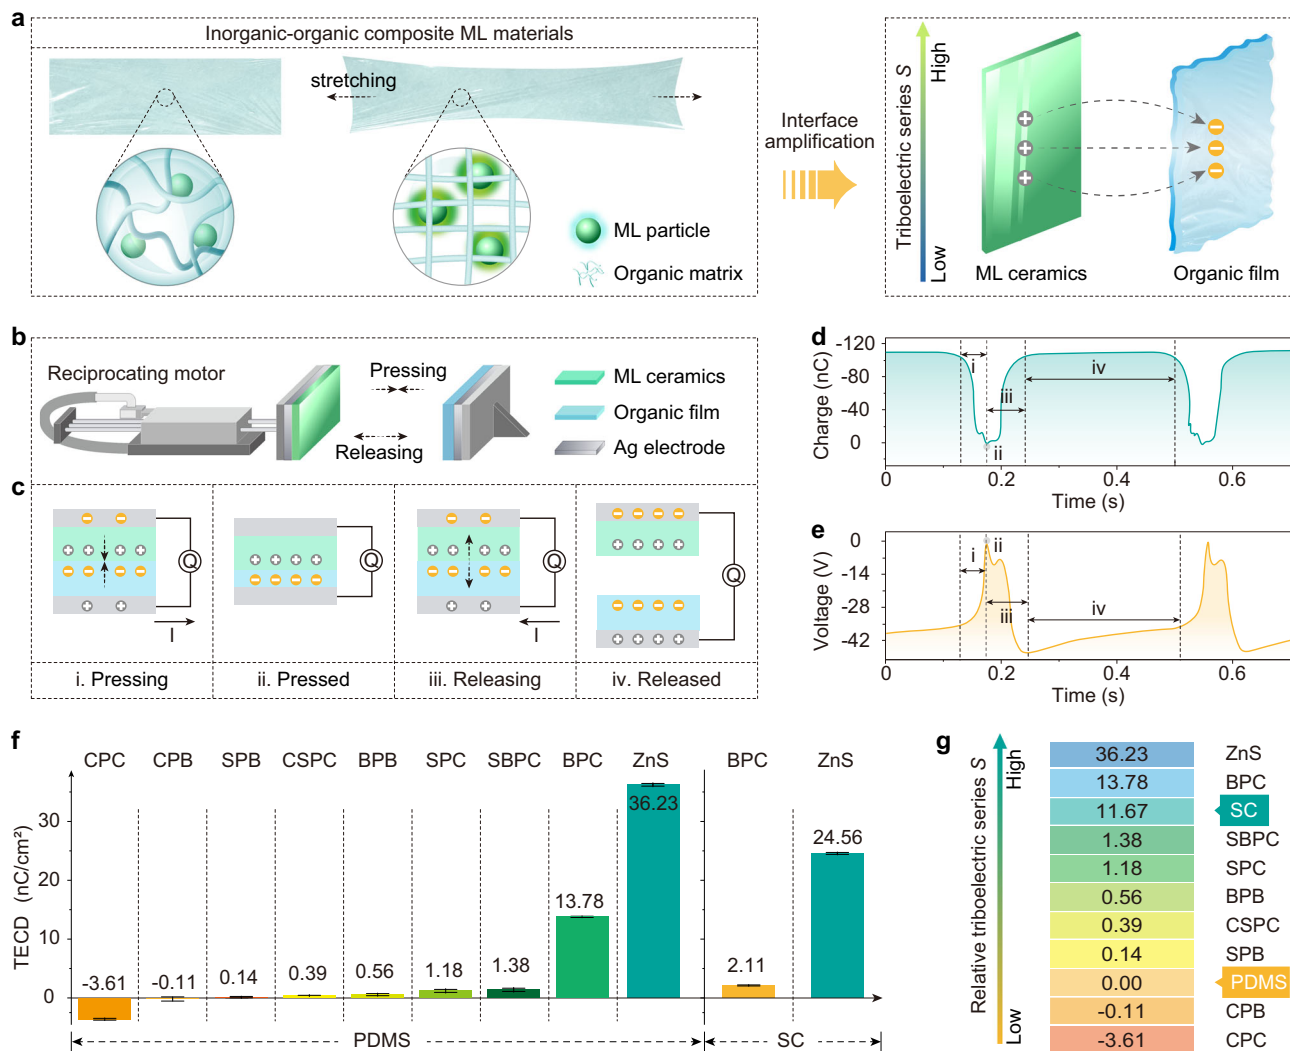 a
Inorganic-organic composite ML materials
stretching
ML particle
Organic matrix
Interface
amplification
Triboelectric series S
High
Low
ML ceramics
Organic film
b
Reciprocating motor
Pressing
Releasing
ML ceramics
Organic film
Ag electrode
c
Q
I
Q
Q
I
Q
i. Pressing
ii. Pressed
iii. Releasing
iv. Released
d
Charge (nC)
-120
-80
-40
0
i
ii
iii
iv
0
0.2
0.4
0.6
Time (s)
e
Voltage (V)
0
-14
-28
-42
i
ii
iii
iv
0
0.2
0.4
0.6
Time (s)
f
CPC CPB SPB CSPC BPB SPC SBPC BPC ZnS BPC ZnS
TECD (nC/cm²)
30
20
10
0
-3.61
-0.11
0.14
0.39
0.56
1.18
1.38
13.78
36.23
2.11
24.56
PDMS
SC
g
Relative triboelectric series S
High
Low
36.23 ZnS
13.78 BPC
11.67 SC
1.38 SBPC
1.18 SPC
0.56 BPB
0.39 CSPC
0.14 SPB
0.00 PDMS
-0.11 CPB
-3.61 CPC